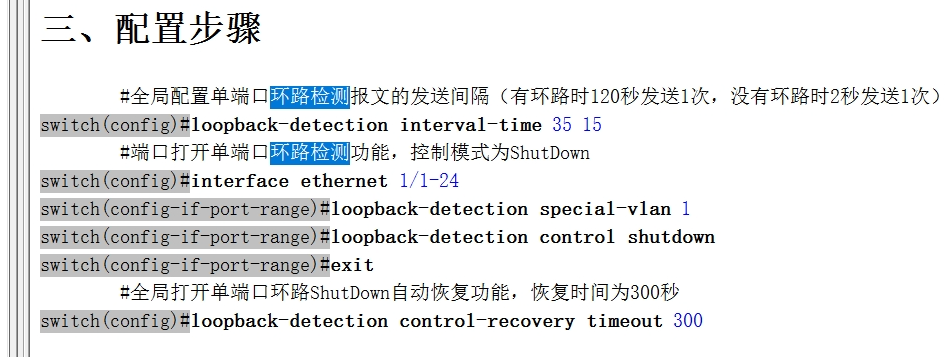 三、配置步骤
#全局配置单端口环路检测报文的发送间隔（有环路时120秒发送1次，没有环路时2秒发送1次）
switch(config)#loopback-detection interval-time 35 15
#端口打开单端口环路检测功能，控制模式为ShutDown
switch(config)#interface ethernet 1/1-24
switch(config-if-port-range)#loopback-detection special-vlan 1
switch(config-if-port-range)#loopback-detection control shutdown
switch(config-if-port-range)#exit
#全局打开单端口环路ShutDown自动恢复功能，恢复时间为300秒
switch(config)#loopback-detection control-recovery timeout 300